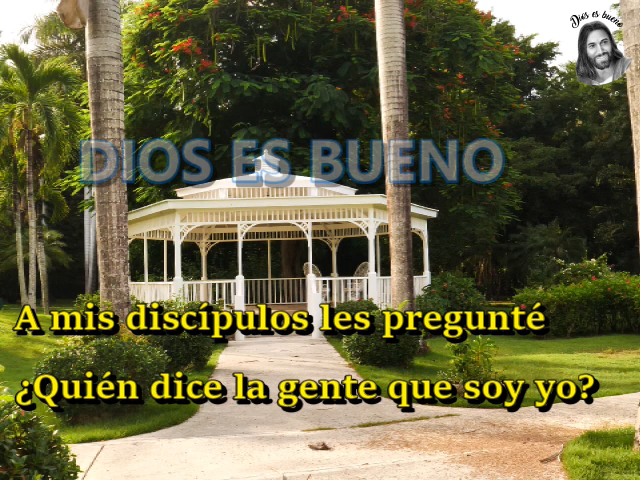 Dios es bueno
DIOS ES BUENO
A mis discípulos les pregunté
¿Quién dice la gente que soy yo?